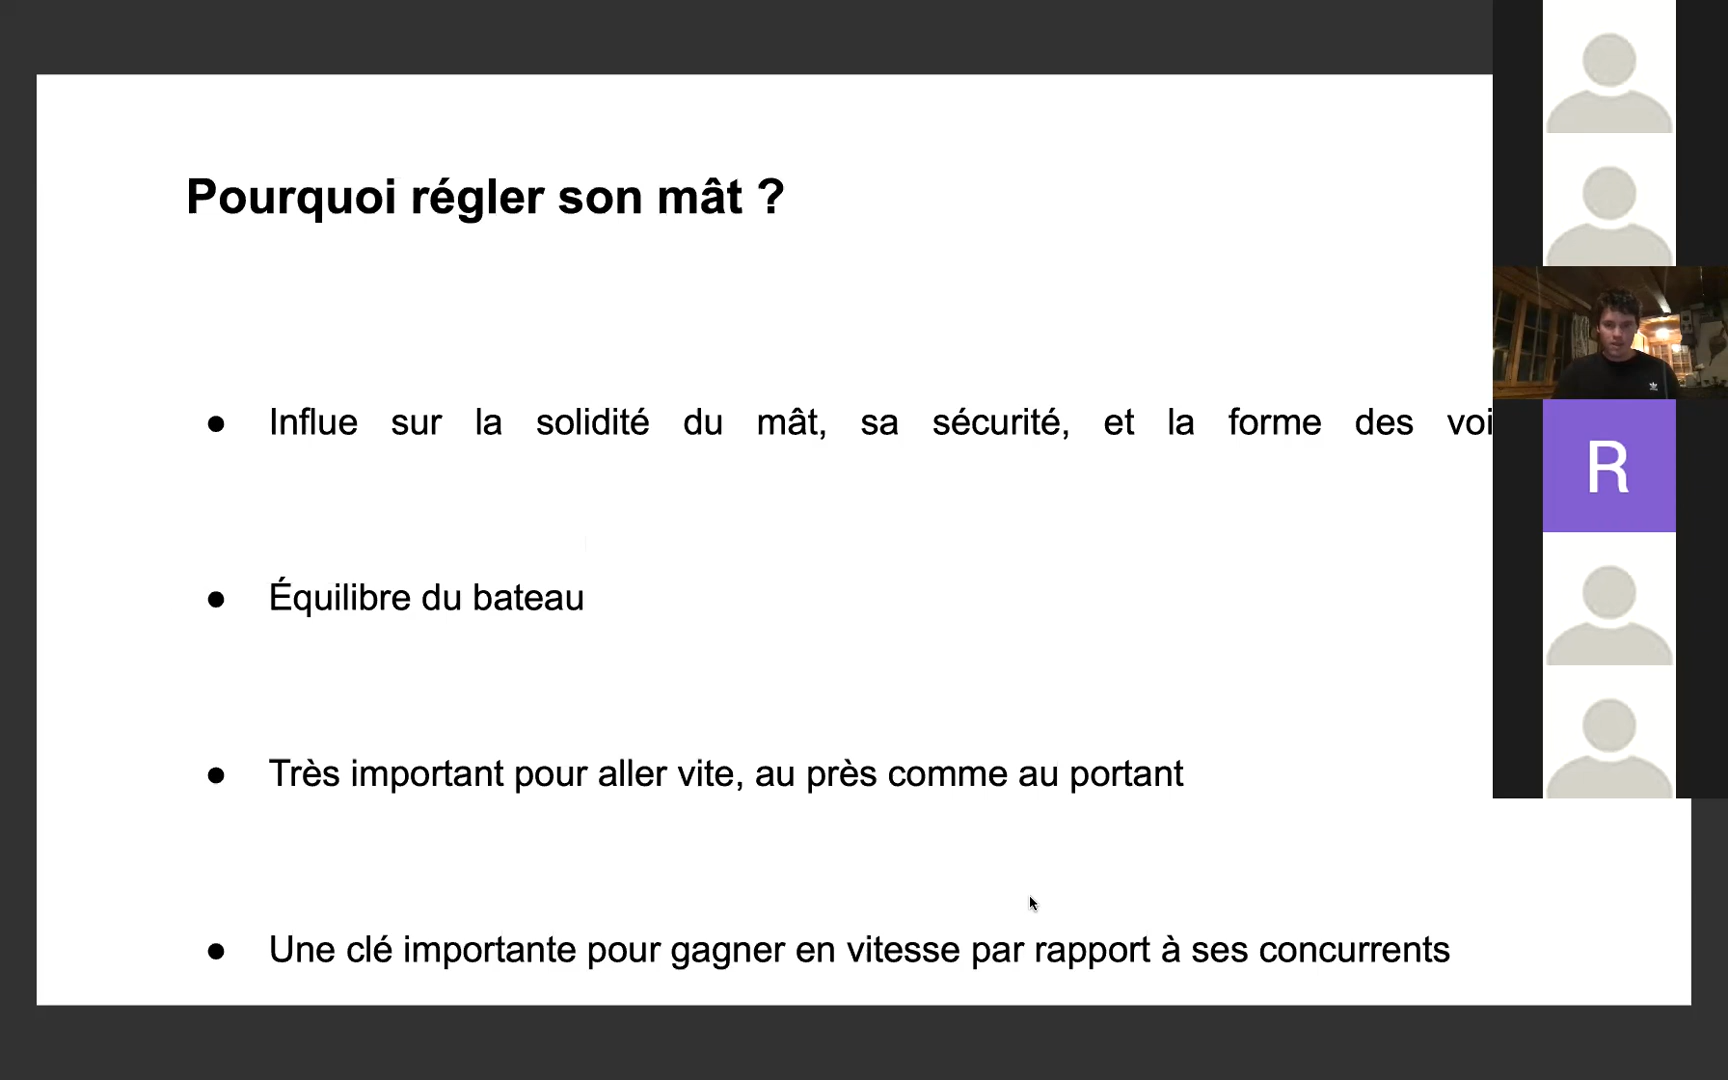 Pourquoi régler son mât ?
● Influe sur la solidité du mât, sa sécurité, et la forme des
● Équilibre du bateau
● Très important pour aller vite, au près comme au portant
● Une clé importante pour gagner en vitesse par rapport à ses concurrents
R